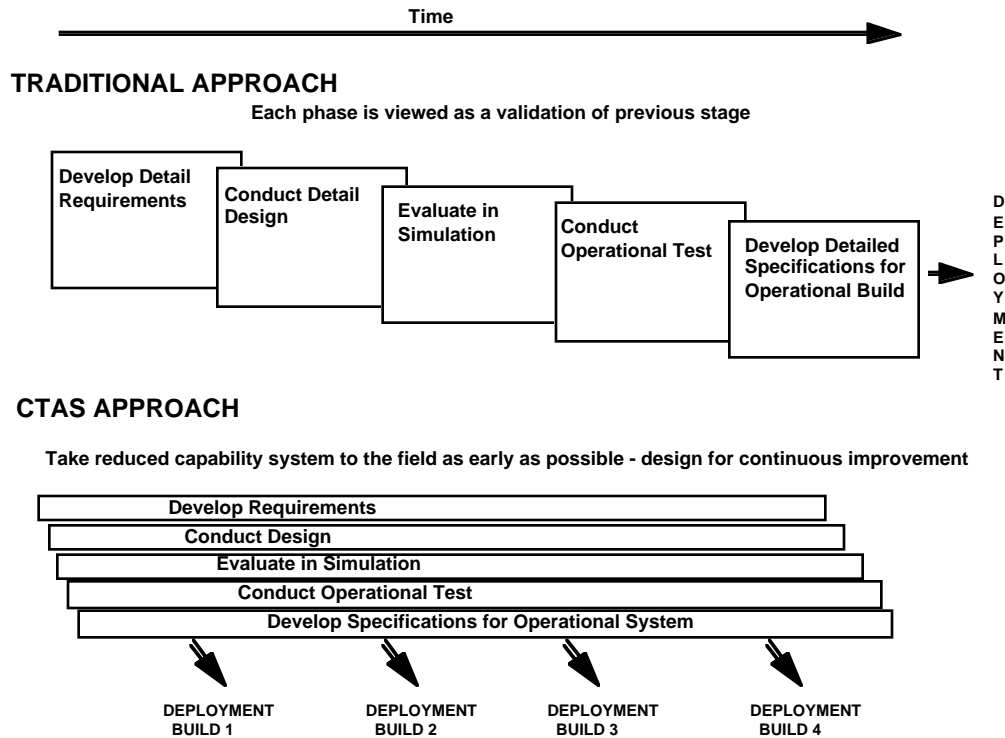 Time
TRADITIONAL APPROACH
Each phase is viewed as a validation of previous stage
Develop Detail
Requirements
Conduct Detail
Design
Evaluate in
Simulation
Conduct
Operational Test
Develop Detailed
Specifications for
Operational Build
D
E
P
L
O
Y
M
E
N
T
CTAS APPROACH
Take reduced capability system to the field as early as possible - design for continuous improvement
Develop Requirements
Conduct Design
Evaluate in Simulation
Conduct Operational Test
Develop Specifications for Operational System
DEPLOYMENT
BUILD 1
DEPLOYMENT
BUILD 2
DEPLOYMENT
BUILD 3
DEPLOYMENT
BUILD 4